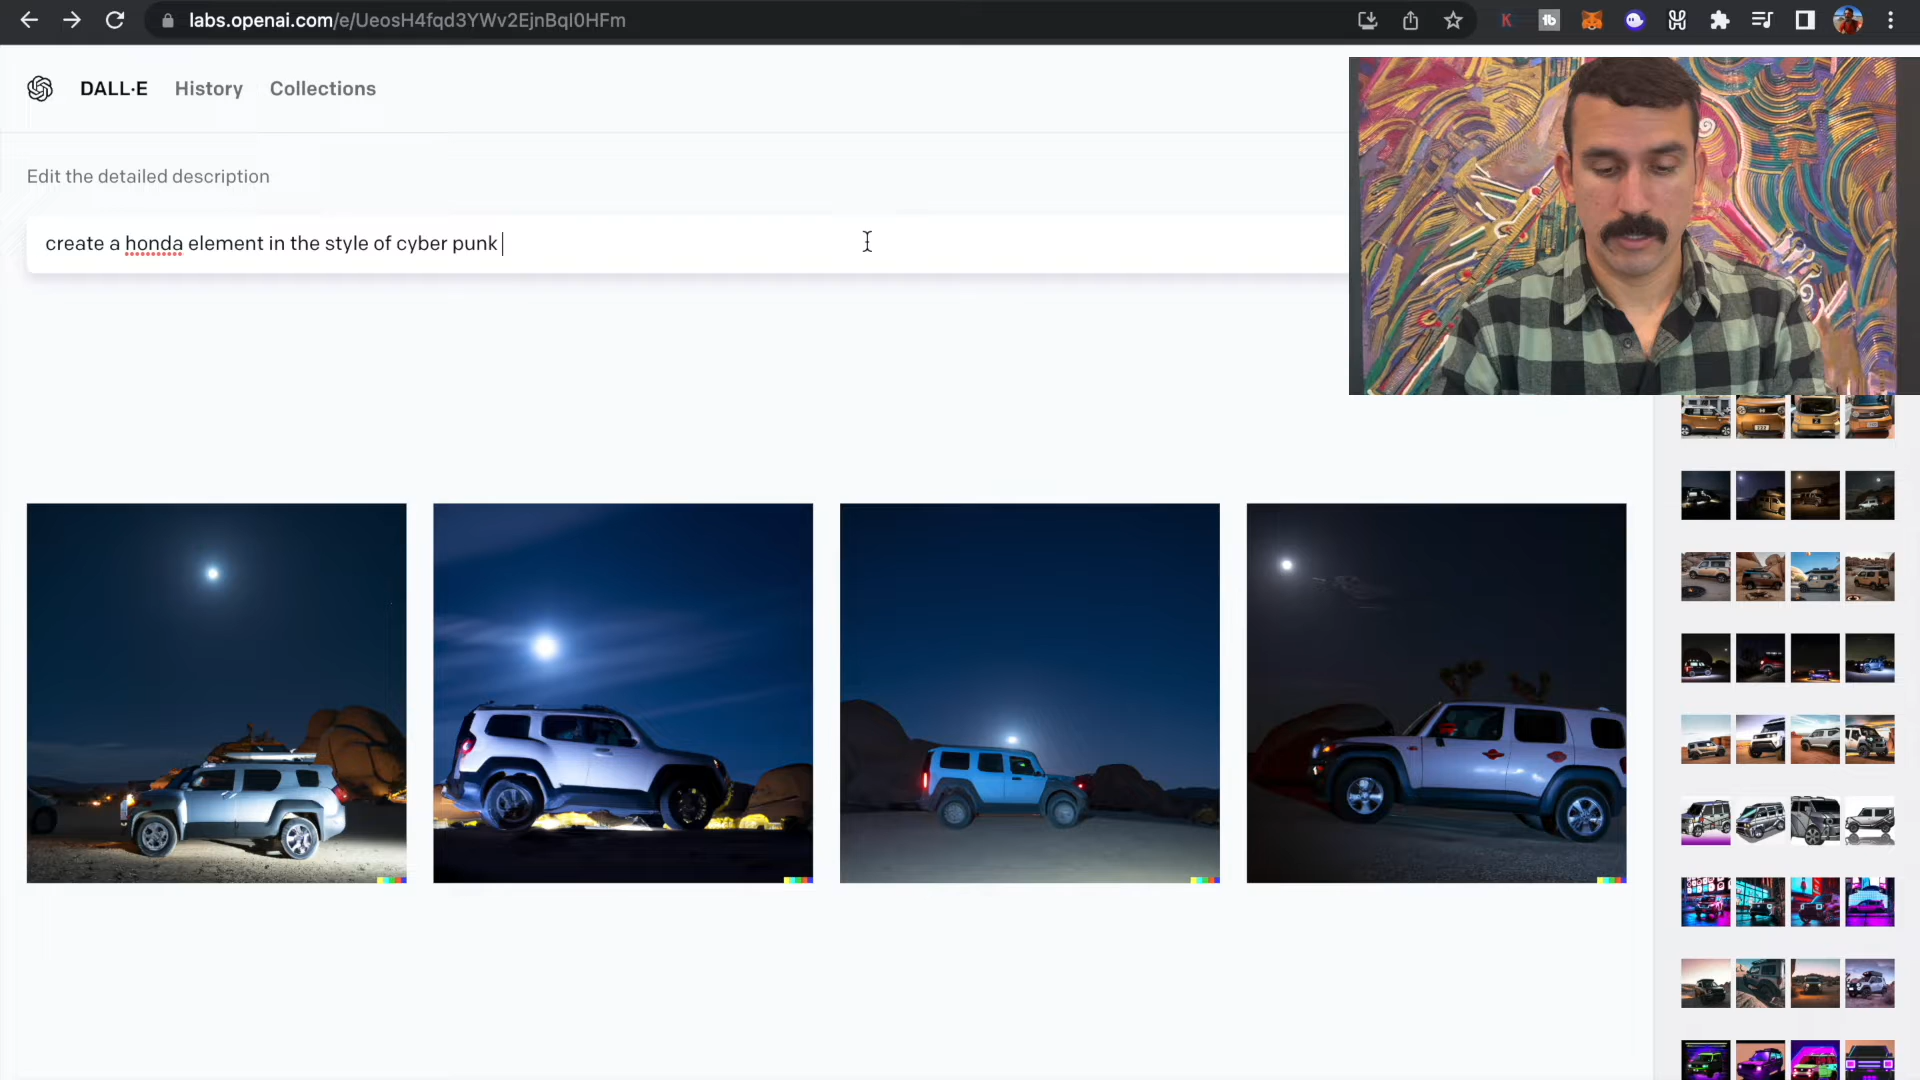 labs.openai.com/e/UeosH4fqd3YWv2EjnBqI0HFm
DALL·E History Collections
Edit the detailed description
create a honda element in the style of cyber punk